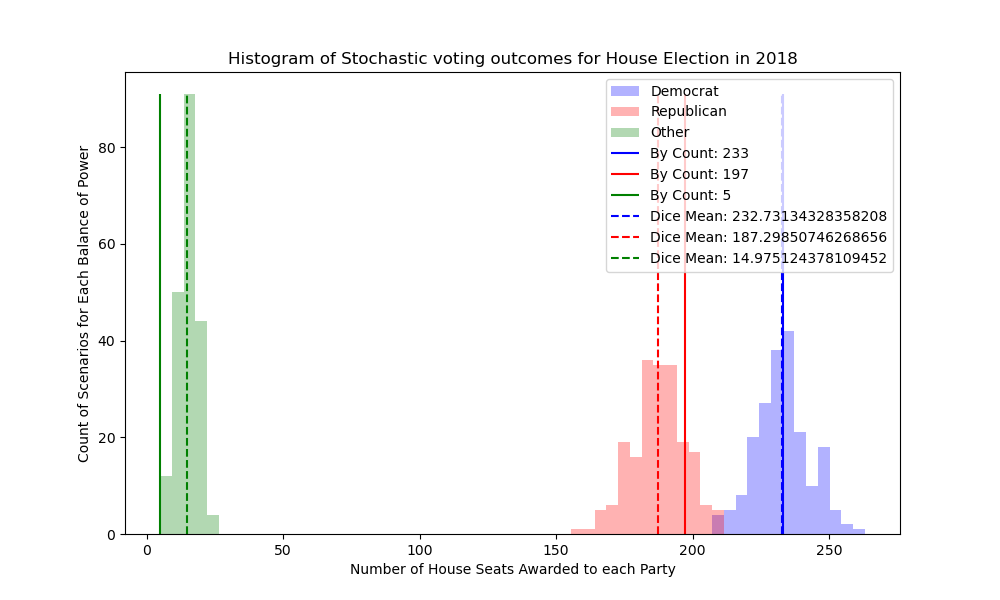 Histogram of Stochastic voting outcomes for House Election in 2018
Democrat
Republican
Other
By Count: 233
By Count: 197
By Count: 5
Dice Mean: 232.73134328358208
Dice Mean: 187.29850746268656
Dice Mean: 14.975124378109452
Count of Scenarios for Each Balance of Power
80
60
40
20
0
0 50 100 150 200 250
Number of House Seats Awarded to each Party